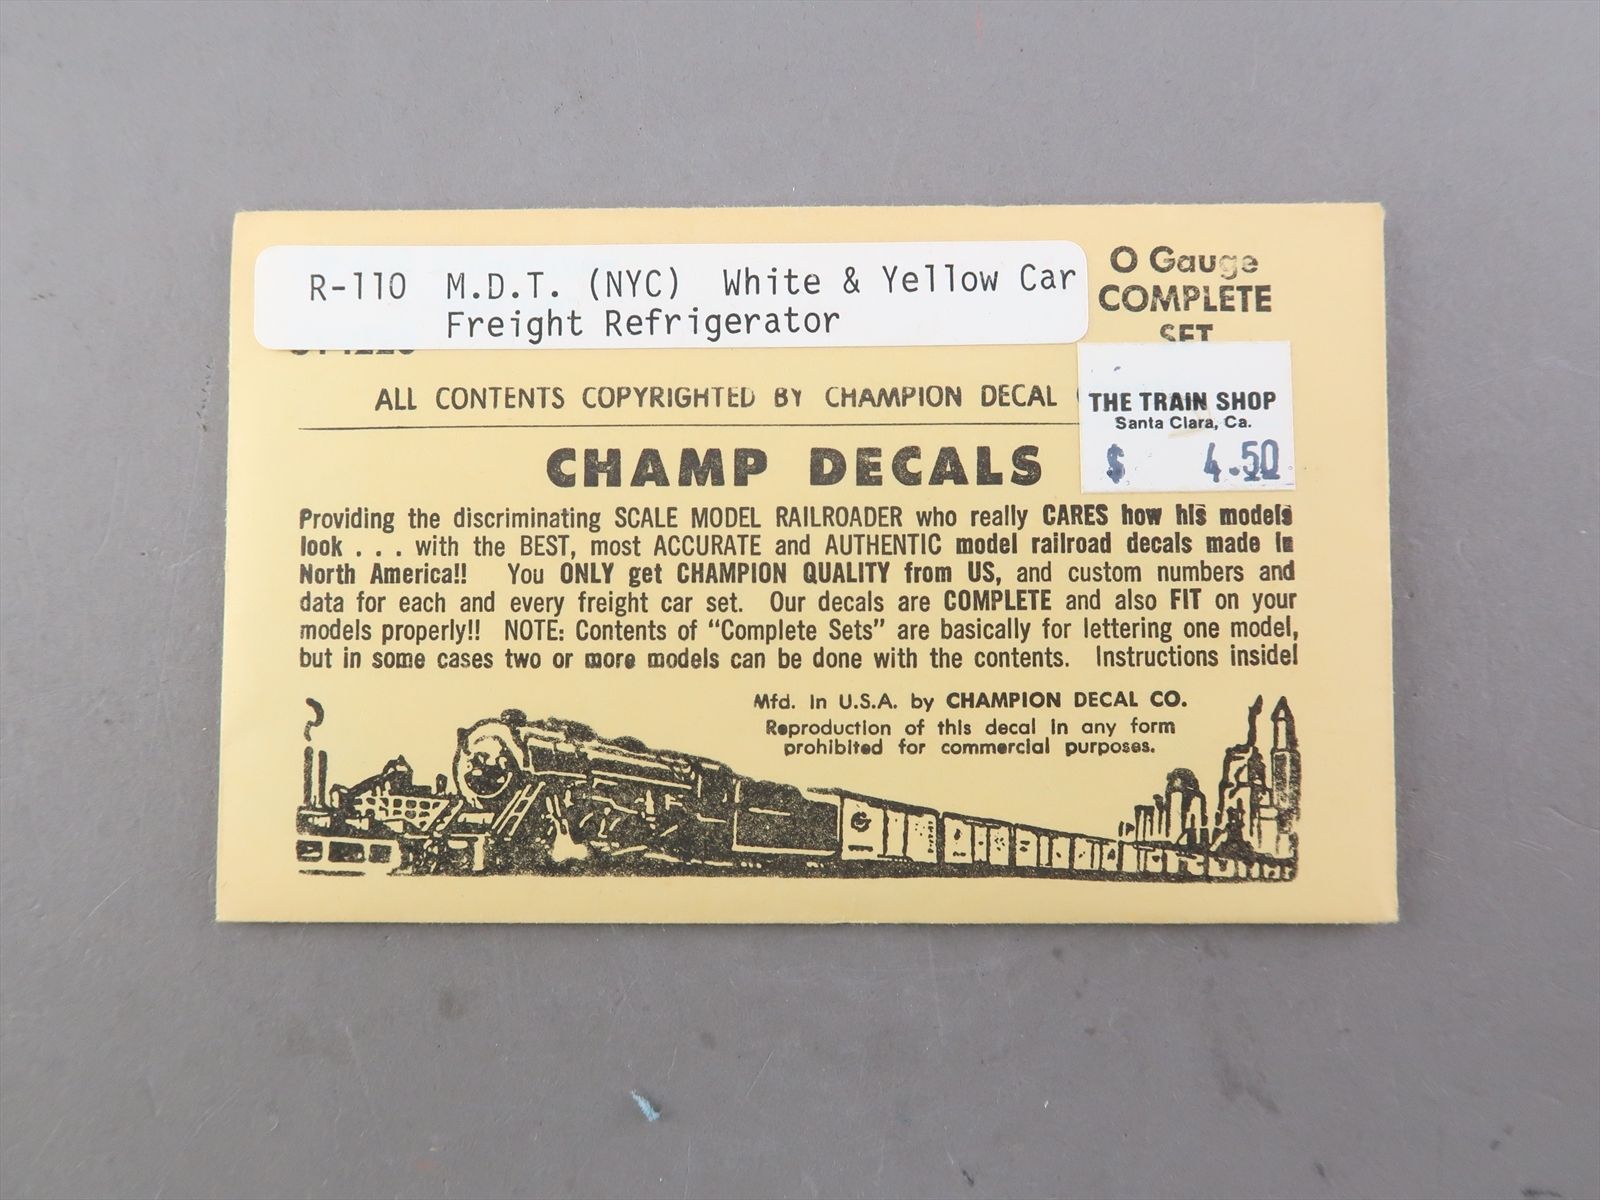 R-110 M.D.T. (NYC) White & Yellow Car
Freight Refrigerator
O Gauge
COMPLETE
SET
ALL CONTENTS COPYRIGHTED BY CHAMPION DECAL
THE TRAIN SHOP
Santa Clara, Ca.
$ 4.50
CHAMP DECALS
Providing the discriminating SCALE MODEL RAILROADER who really CARES how his models
look . . . with the BEST, most ACCURATE and AUTHENTIC model railroad decals made in
North America!! You ONLY get CHAMPION QUALITY from US, and custom numbers and
data for each and every freight car set. Our decals are COMPLETE and also FIT on your
models properly!! NOTE: Contents of "Complete Sets" are basically for lettering one model,
but in some cases two or more models can be done with the contents. Instructions inside!
Mfd. in U.S.A. by CHAMPION DECAL CO.
Reproduction of this decal in any form
prohibited for commercial purposes.